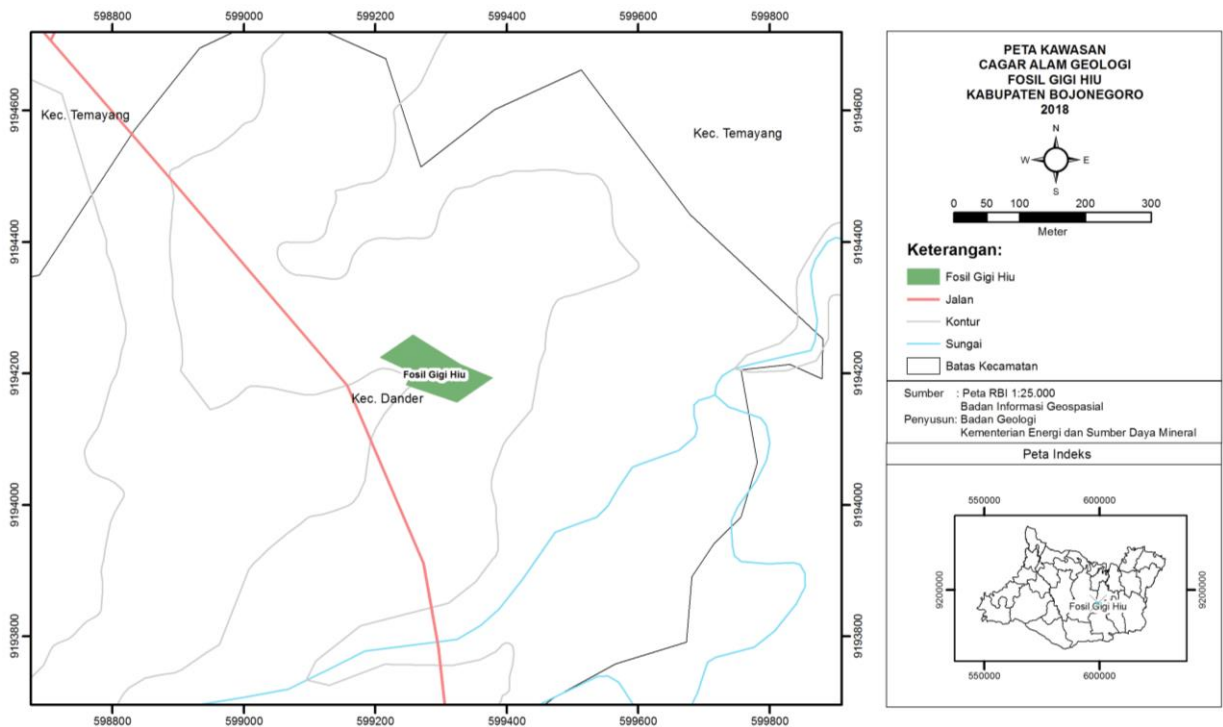 598800 599000 599200 599400 599600 599800
9194600
9194400
9194200
9194000
9193800
Kec. Temayang
Kec. Temayang
Fosil Gigi Hiu
Kec. Dander
9194600
9194400
9194200
9194000
9193800
598800 599000 599200 599400 599600 599800
PETA KAWASAN
CAGAR ALAM GEOLOGI
FOSIL GIGI HIU
KABUPATEN BOJONEGORO
2018
N
W E
S
0 50 100 200 300
Meter
Keterangan:
Fosil Gigi Hiu
Jalan
Kontur
Sungai
Batas Kecamatan
Sumber : Peta RBI 1:25.000
Badan Informasi Geospasial
Penyusun: Badan Geologi
Kementerian Energi dan Sumber Daya Mineral
Peta Indeks
550000 600000
9200000 9200000
Fosil Gigi Hiu
550000 600000